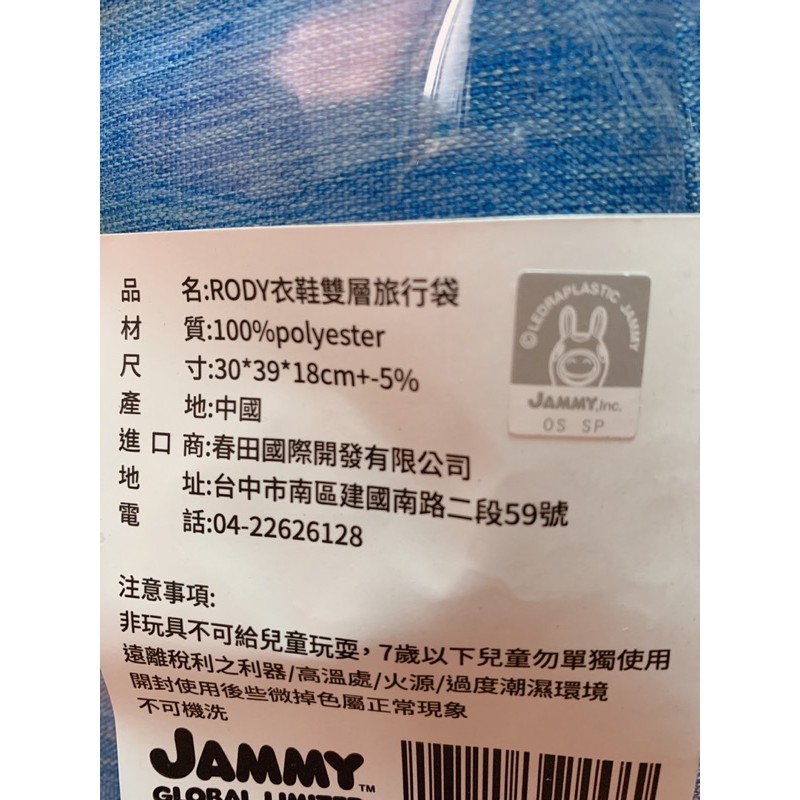 品 名:RODY衣鞋雙層旅行袋
材 質:100%polyester
尺 寸:30*39*18cm+-5%
產 地:中國
進口商:春田國際開發有限公司
地 址:台中市南區建國南路二段59號
電 話:04-22626128
©LEDRAPLASTIC JAMMY
JAMMY,Inc.
OS SP
注意事項:
非玩具不可給兒童玩耍，7歲以下兒童勿單獨使用
遠離稅利之利器/高溫處/火源/過度潮濕環境
開封使用後些微掉色屬正常現象
不可機洗
JAMMY™
GLOBAL LIMITED